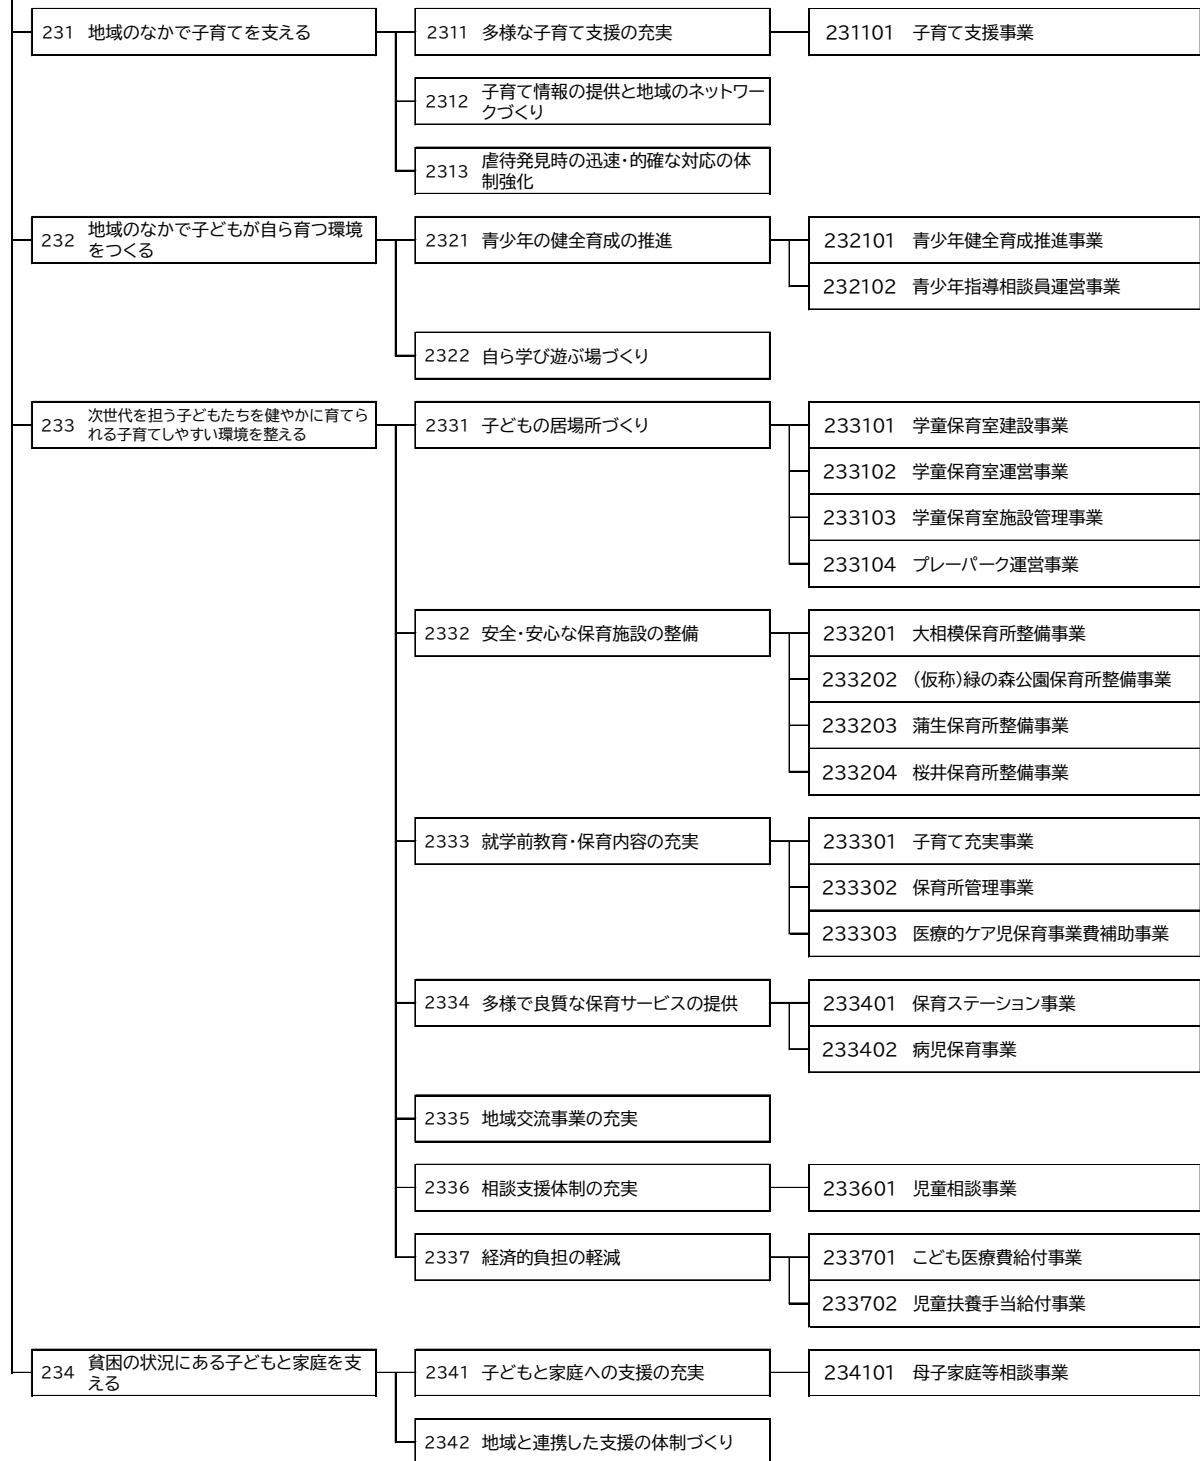 231 地域のなかで子育てを支える
2311 多様な子育て支援の充実
231101 子育て支援事業
2312 子育て情報の提供と地域のネットワー
クづくり
2313 虐待発見時の迅速・的確な対応の体
制強化
232 地域のなかで子どもが自ら育つ環境
をつくる
2321 青少年の健全育成の推進
232101 青少年健全育成推進事業
232102 青少年指導相談員運営事業
2322 自ら学び遊ぶ場づくり
233 次世代を担う子どもたちを健やかに育てら
れる子育てしやすい環境を整える
2331 子どもの居場所づくり
233101 学童保育室建設事業
233102 学童保育室運営事業
233103 学童保育室施設管理事業
233104 プレーパーク運営事業
2332 安全・安心な保育施設の整備
233201 大相模保育所整備事業
233202 (仮称)緑の森公園保育所整備事業
233203 蒲生保育所整備事業
233204 桜井保育所整備事業
2333 就学前教育・保育内容の充実
233301 子育て充実事業
233302 保育所管理事業
233303 医療的ケア児保育事業費補助事業
2334 多様で良質な保育サービスの提供
233401 保育ステーション事業
233402 病児保育事業
2335 地域交流事業の充実
2336 相談支援体制の充実
233601 児童相談事業
2337 経済的負担の軽減
233701 こども医療費給付事業
233702 児童扶養手当給付事業
234 貧困の状況にある子どもと家庭を支
える
2341 子どもと家庭への支援の充実
234101 母子家庭等相談事業
2342 地域と連携した支援の体制づくり